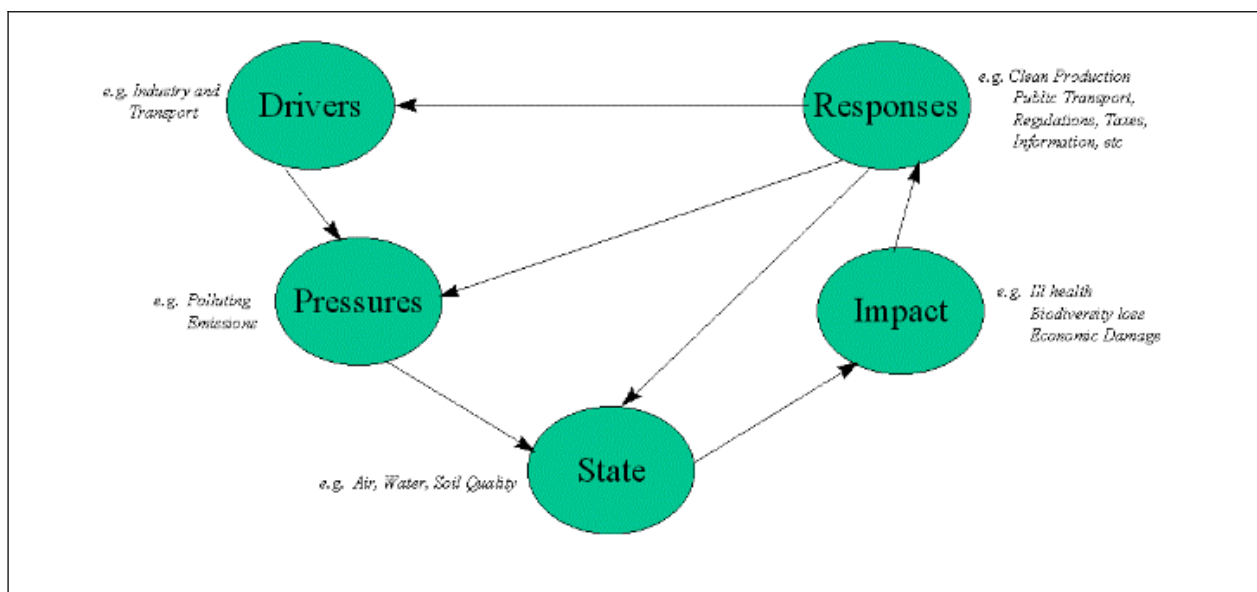 e.g. Industry and
Transport
Drivers
Responses
e.g. Clean Production
Public Transport,
Regulations, Taxes,
Information, etc
e.g. Polluting
Emissions
Pressures
Impact
e.g. Ill health
Biodiversity loss
Economic Damage
e.g. Air, Water, Soil Quality
State